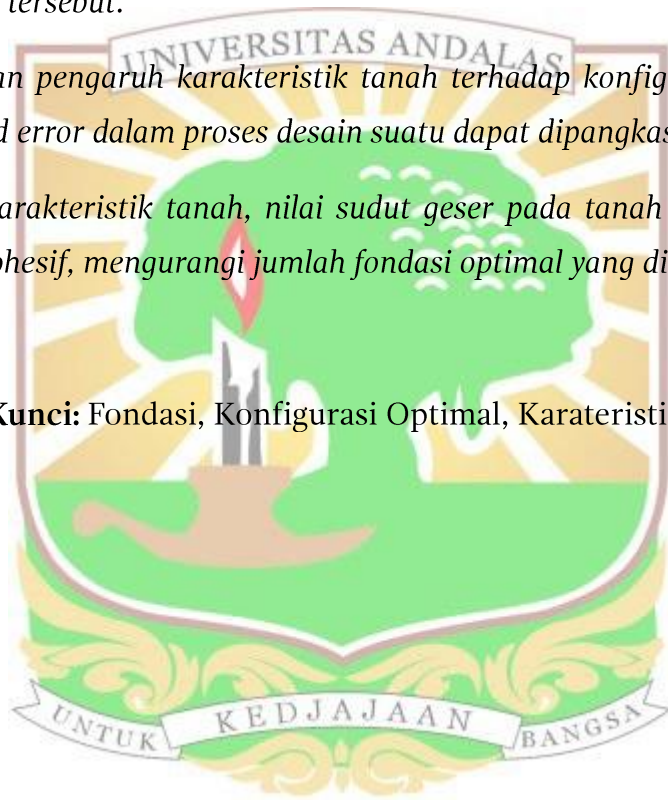 tersebut.
UNIVERSITAS ANDALAS
pengaruh karakteristik tanah terhadap konfig
error dalam proses desain suatu dapat dipangkas
arakteristik tanah, nilai sudut geser pada tanah
ohesif, mengurangi jumlah fondasi optimal yang di
Kunci: Fondasi, Konfigurasi Optimal, Karateristi
UNTUK KEDJAJAAN BANGSA